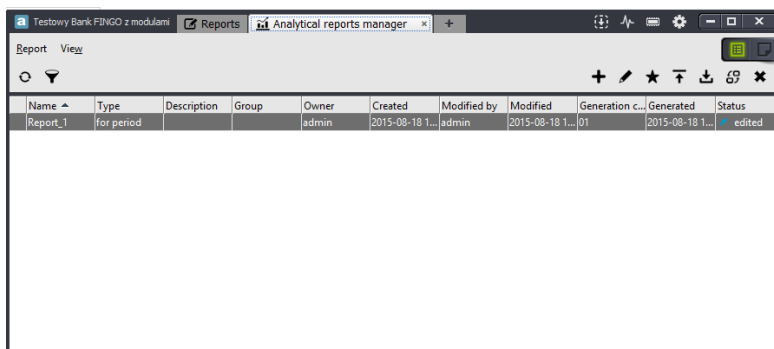 a Testowy Bank FINGO z modułami Reports Analytical reports manager × +
Report View
Name Type Description Group Owner Created Modified by Modified Generation c... Generated Status
Report_1 for period admin 2015-08-18 1... admin 2015-08-18 1... 01 2015-08-18 1... edited